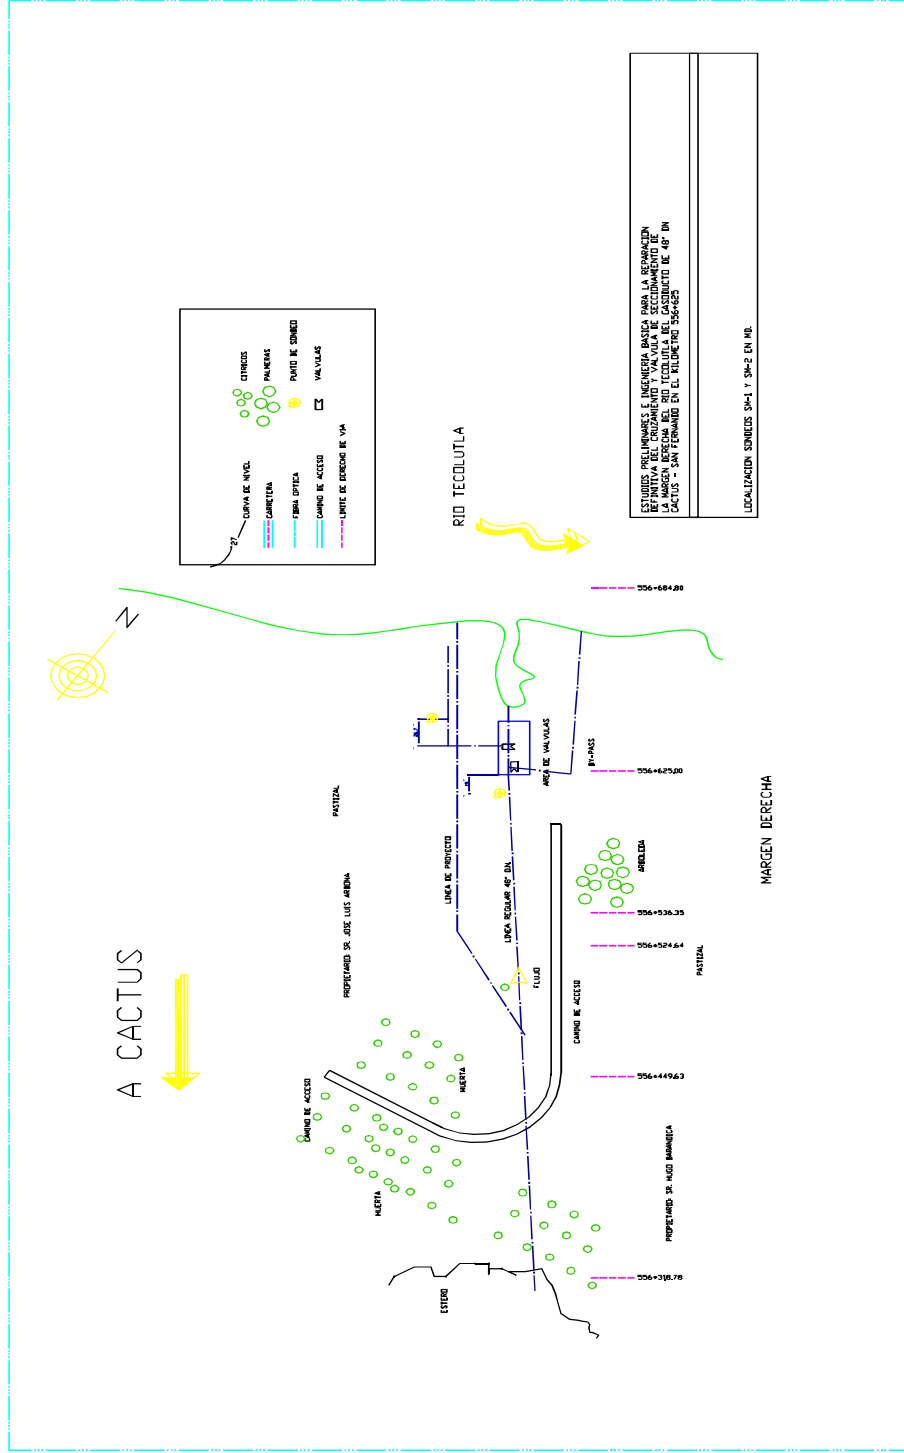 A CACTUS
N
27
CURVA DE NIVEL
CARRETERA
FIBRA OPTICA
CAMINO DE ACCESO
LIMITE DE DERECHO DE VIA
CITRICOS
PALMERAS
PUNTO DE SONDEO
VALVULAS
RIO TECOLUTLA
PASTIZAL
PROPIETARIO: SR. JOSE LUIS ARJONA
LINEA DE PROYECTO
LINEA REGULAR 48" DN.
AREA DE VALVULAS
BY-PASS
FLUJO
CAMINO DE ACCESO
CAMINO DE ACCESO
HUERTA
HUERTA
ESTERO
ARBOLEDA
PASTIZAL
PROPIETARIO: SR. HUGO BARANDICA
MARGEN DERECHA
556+684.80
556+625.00
556+536.35
556+524.64
556+449.63
556+318.78
ESTUDIOS PRELIMINARES E INGENIERIA BASICA PARA LA REPARACION
DEFINITIVA DEL CRUZAMIENTO Y VALVULA DE SECCIONAMIENTO DE
LA MARGEN DERECHA DEL RIO TECOLUTLA DEL GASODUCTO DE 48" DN
CACTUS - SAN FERNANDO EN EL KILOMETRO 556+625
LOCALIZACION SONDEOS SM-1 Y SM-2 EN MD.